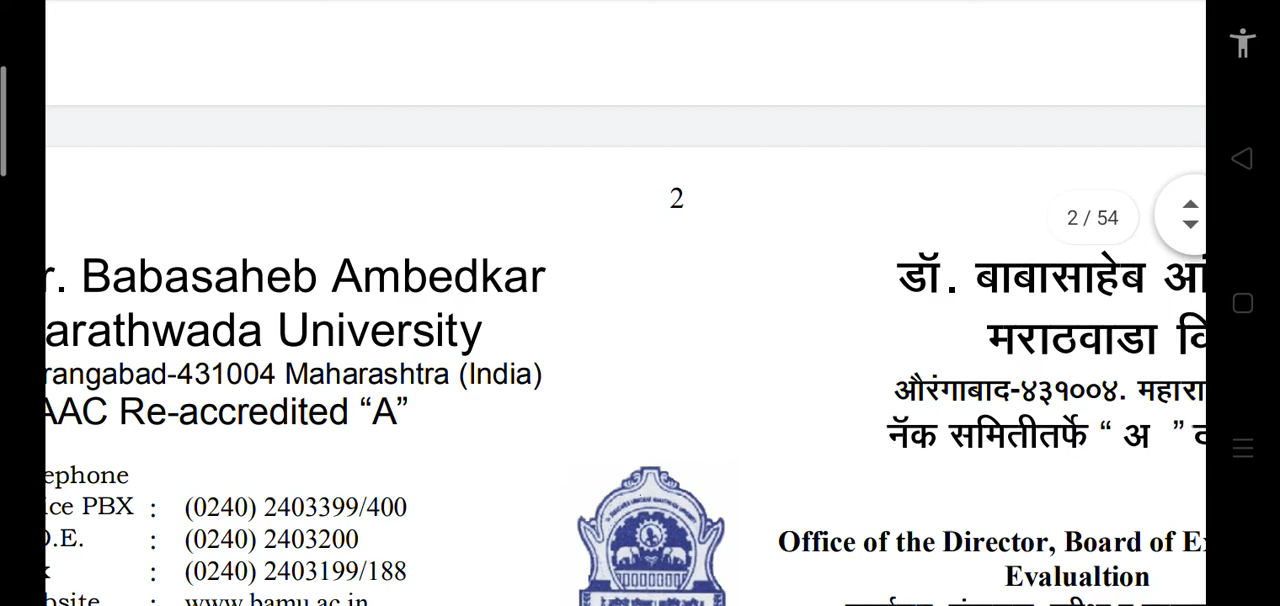 2
2 / 54
r. Babasaheb Ambedkar
arathwada University
rangabad-431004 Maharashtra (India)
AAC Re-accredited “A”
ephone
ice PBX : (0240) 2403399/400
.E. : (0240) 2403200
: (0240) 2403199/188
bsite : www.bamu.ac.in
डॉ. बाबासाहेब आं
मराठवाडा वि
औरंगाबाद-४३१००४. महारा
नॅक समितीतर्फे “ अ ” द
Office of the Director, Board of Ex
Evalualtion